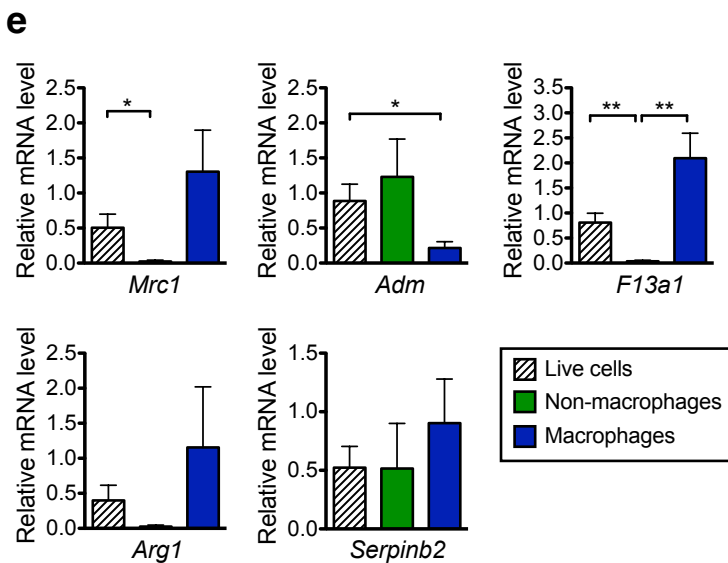 e
Relative mRNA level
2.5
2.0
1.5
1.0
0.5
0.0
*
Mrc1
Relative mRNA level
2.5
2.0
1.5
1.0
0.5
0.0
*
Adm
Relative mRNA level
3.5
3.0
2.5
2.0
1.5
1.0
0.5
0.0
** **
F13a1
Relative mRNA level
2.5
2.0
1.5
1.0
0.5
0.0
Arg1
Relative mRNA level
1.5
1.0
0.5
0.0
Serpinb2
Live cells
Non-macrophages
Macrophages